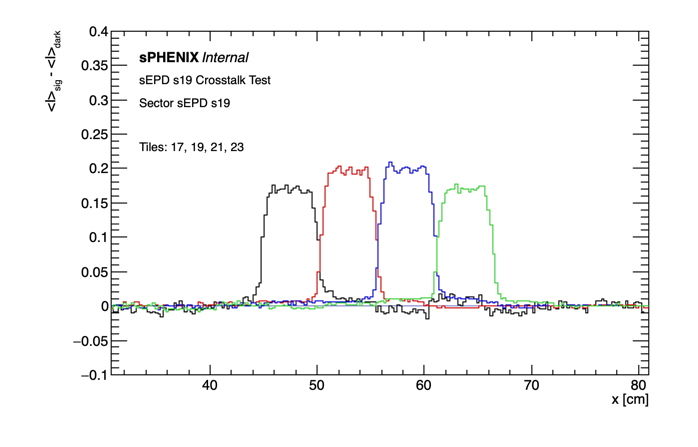 <I>sig - <I>dark
0.4
0.35
0.3
0.25
0.2
0.15
0.1
0.05
0
−0.05
−0.1
sPHENIX Internal
sEPD s19 Crosstalk Test
Sector sEPD s19
Tiles: 17, 19, 21, 23
40 50 60 70 80
x [cm]